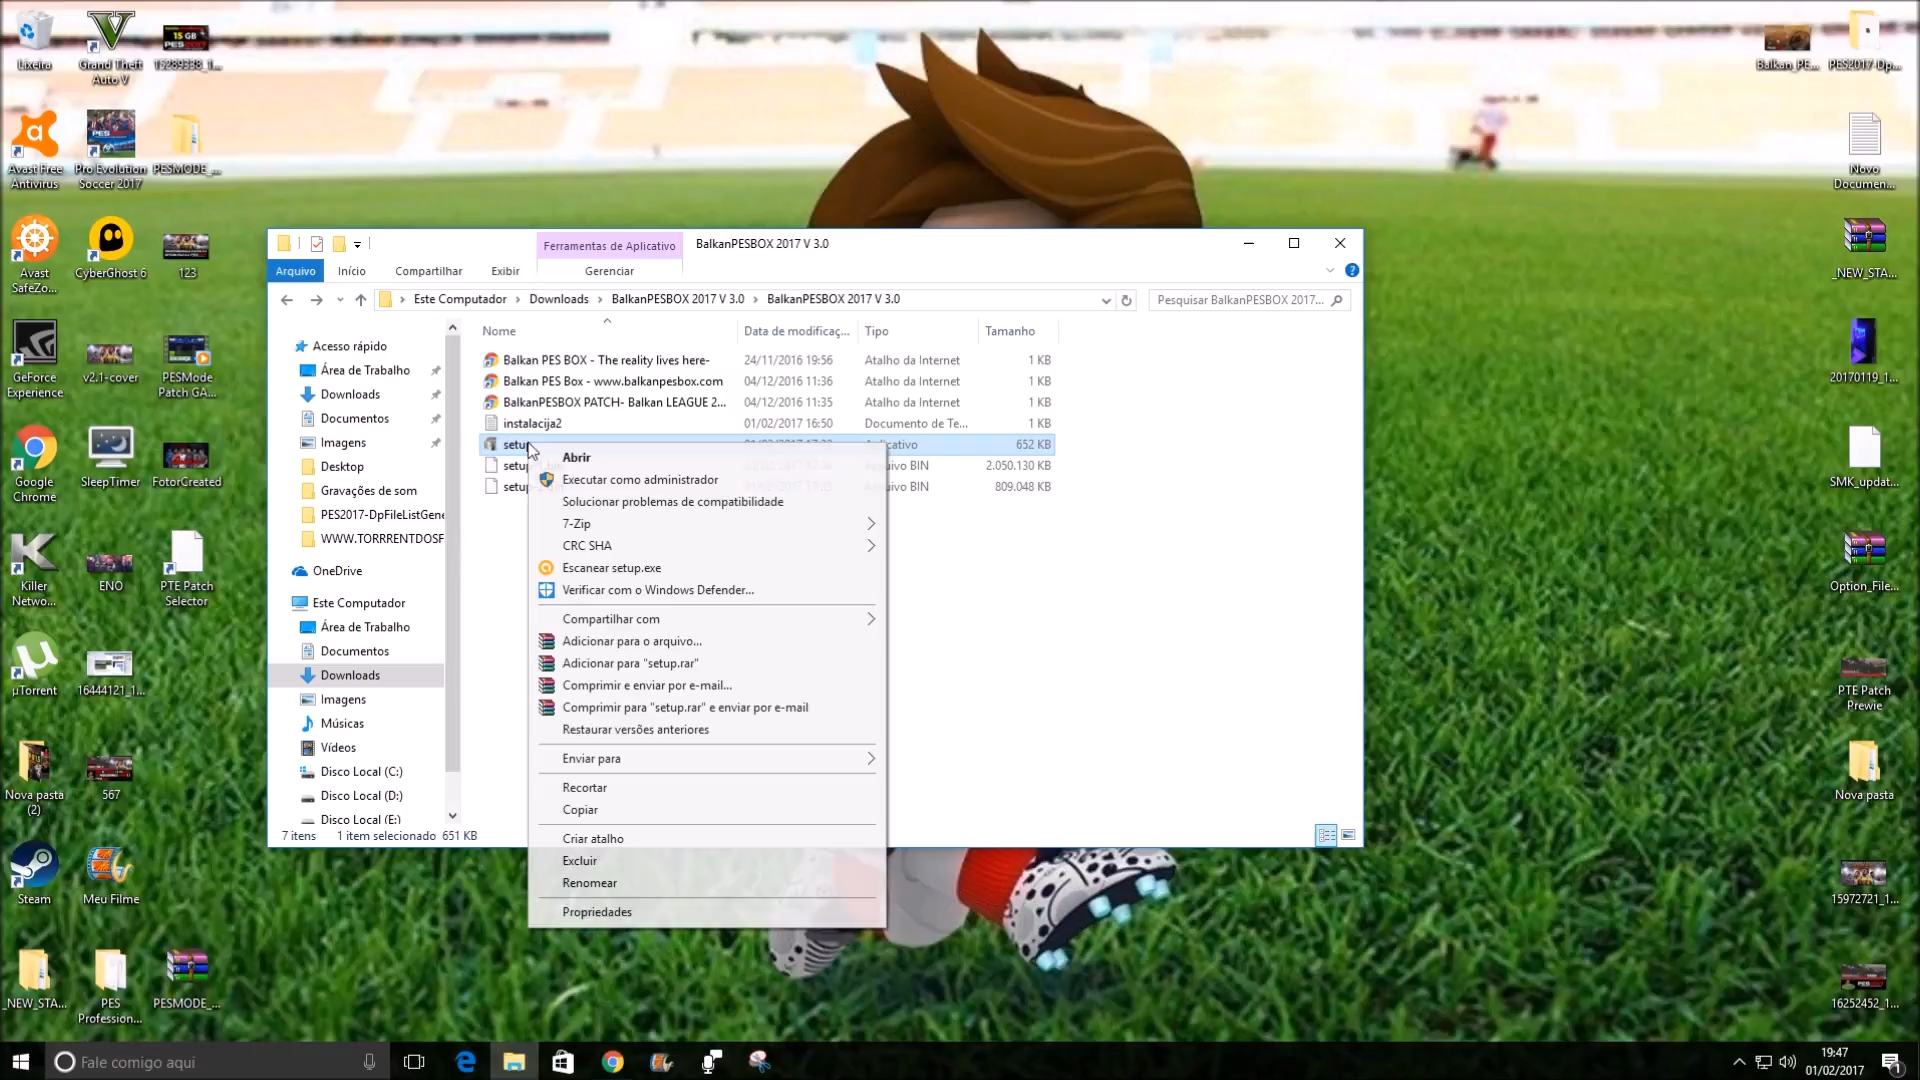 Lixeira
Grand Theft Auto V
15289338_1...
Balkan_PE...
PES2017-Dp...
Avast Free Antivirus
Pro Evolution Soccer 2017
PESMODE_...
Novo Documen...
Avast SafeZo...
CyberGhost 6
123
_NEW_STA...
GeForce Experience
v2.1-cover
PESMode Patch GA...
20170119_1...
Google Chrome
SleepTimer
FotorCreated
SMK_updat...
Killer Netwo...
ENO
PTE Patch Selector
Option_File...
µTorrent
16444121_1...
PTE Patch Prewie
Nova pasta (2)
567
Nova pasta
Steam
Meu Filme
15972721_1...
_NEW_STA...
PES Profession...
PESMODE_...
16252452_1...
Ferramentas de Aplicativo
BalkanPESBOX 2017 V 3.0
Arquivo
Início
Compartilhar
Exibir
Gerenciar
Este Computador
Downloads
BalkanPESBOX 2017 V 3.0
BalkanPESBOX 2017 V 3.0
Pesquisar BalkanPESBOX 2017...
Nome
Data de modificaç...
Tipo
Tamanho
Balkan PES BOX - The reality lives here- 24/11/2016 19:56 Atalho da Internet 1 KB
Balkan PES Box - www.balkanpesbox.com 04/12/2016 11:36 Atalho da Internet 1 KB
BalkanPESBOX PATCH- Balkan LEAGUE 2... 04/12/2016 11:35 Atalho da Internet 1 KB
instalacija2 01/02/2017 16:50 Documento de Te... 1 KB
setup 652 KB
2.050.130 KB
809.048 KB
Acesso rápido
Área de Trabalho
Downloads
Documentos
Imagens
Desktop
Gravações de som
PES2017-DpFileListGene
WWW.TORRRENTDOSF
OneDrive
Este Computador
Área de Trabalho
Documentos
Downloads
Imagens
Músicas
Vídeos
Disco Local (C:)
Disco Local (D:)
Disco Local (E:)
7 itens
1 item selecionado 651 KB
Abrir
Executar como administrador
Solucionar problemas de compatibilidade
7-Zip
CRC SHA
Escanear setup.exe
Verificar com o Windows Defender...
Compartilhar com
Adicionar para o arquivo...
Adicionar para "setup.rar"
Comprimir e enviar por e-mail...
Comprimir para "setup.rar" e enviar por e-mail
Restaurar versões anteriores
Enviar para
Recortar
Copiar
Criar atalho
Excluir
Renomear
Propriedades
Fale comigo aqui
19:47
01/02/2017